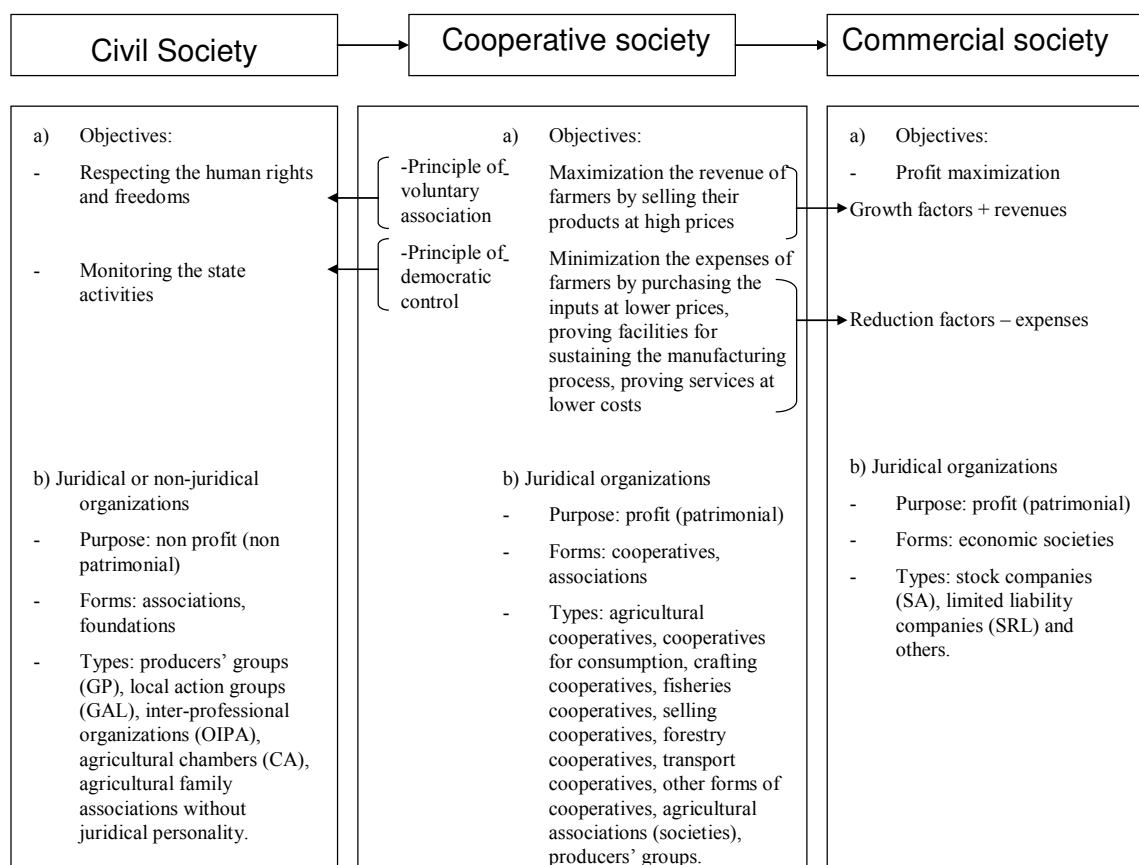 Civil Society
Cooperative society
Commercial society
a) Objectives:
- Respecting the human rights
and freedoms
- Monitoring the state
activities
b) Juridical or non-juridical
organizations
- Purpose: non profit (non
patrimonial)
- Forms: associations,
foundations
- Types: producers’ groups
(GP), local action groups
(GAL), inter-professional
organizations (OIPA),
agricultural chambers (CA),
agricultural family
associations without
juridical personality.
-Principle of
voluntary
association
-Principle of
democratic
control
a) Objectives:
- Maximization the revenue of
farmers by selling their
products at high prices
- Minimization the expenses of
farmers by purchasing the
inputs at lower prices,
proving facilities for
sustaining the manufacturing
process, proving services at
lower costs
b) Juridical organizations
- Purpose: profit (patrimonial)
- Forms: cooperatives,
associations
- Types: agricultural
cooperatives, cooperatives
for consumption, crafting
cooperatives, fisheries
cooperatives, selling
cooperatives, forestry
cooperatives, transport
cooperatives, other forms of
cooperatives, agricultural
associations (societies),
producers’ groups.
a) Objectives:
- Profit maximization
Growth factors + revenues
Reduction factors – expenses
b) Juridical organizations
- Purpose: profit (patrimonial)
- Forms: economic societies
- Types: stock companies
(SA), limited liability
companies (SRL) and
others.